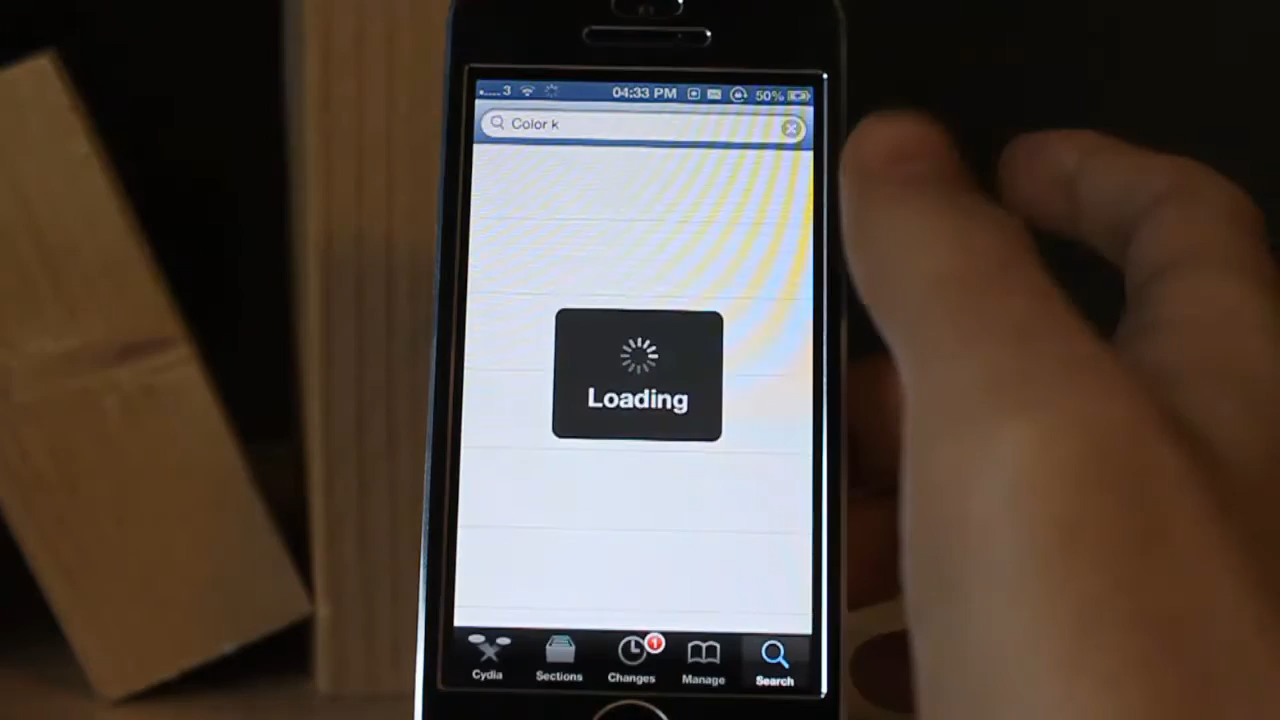 3 04:33 PM 50%
Color k
Loading
1
Cydia Sections Changes Manage Search